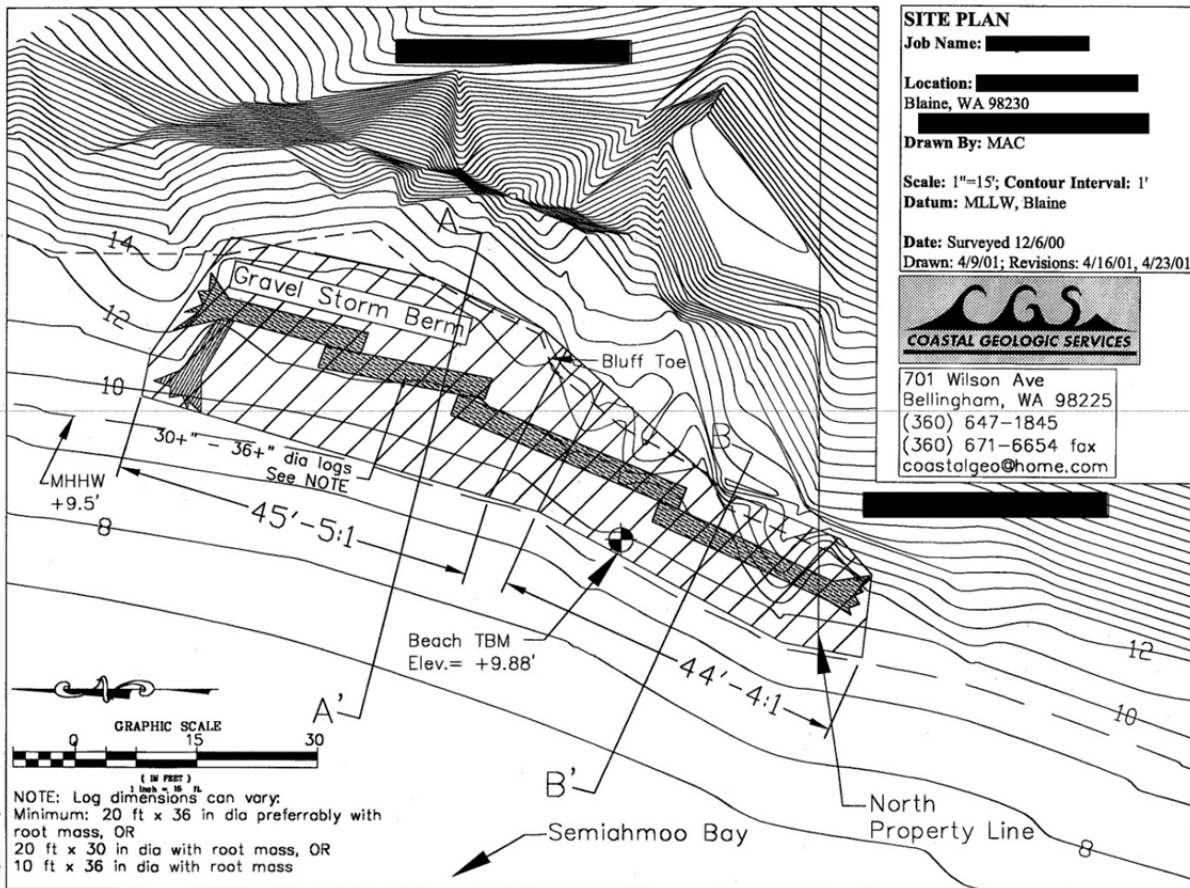 SITE PLAN
Job Name:
Location:
Blaine, WA 98230
Drawn By: MAC
Scale: 1"=15'; Contour Interval: 1'
Datum: MLLW, Blaine
Date: Surveyed 12/6/00
Drawn: 4/9/01; Revisions: 4/16/01, 4/23/01
CGS
COASTAL GEOLOGIC SERVICES
701 Wilson Ave
Bellingham, WA 98225
(360) 647-1845
(360) 671-6654 fax
coastalgeo@home.com
A
14
Gravel Storm Berm
12
Bluff Toe
10
B
30+" - 36+" dia logs
See NOTE
MHHW
+9.5'
45'-5:1
8
Beach TBM
Elev.= +9.88'
44'-4:1
12
10
A'
B'
North
Property Line
8
Semiahmoo Bay
GRAPHIC SCALE
0 15 30
( IN FEET )
1 inch = 15 ft.
NOTE: Log dimensions can vary:
Minimum: 20 ft x 36 in dia preferrably with
root mass, OR
20 ft x 30 in dia with root mass, OR
10 ft x 36 in dia with root mass